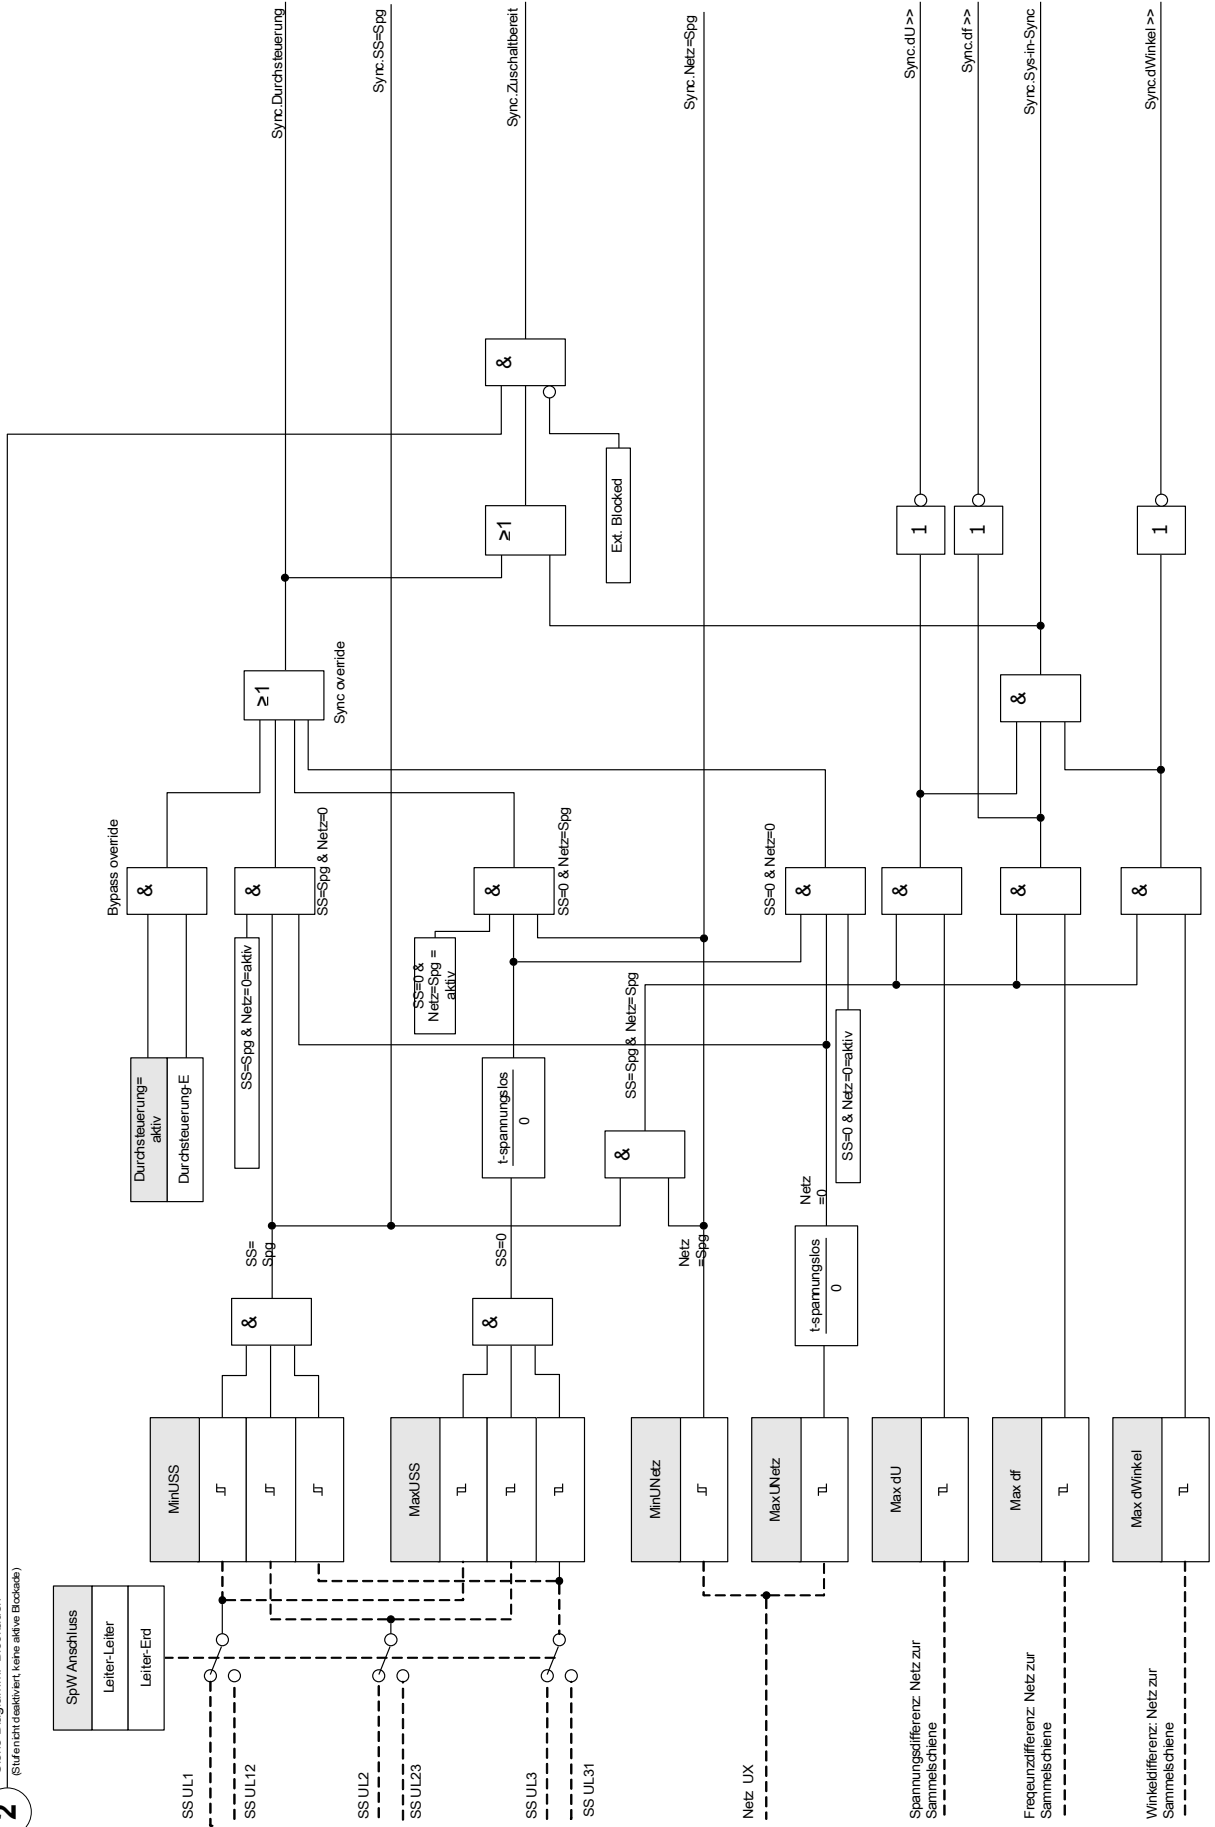 2
(Stufe nicht deaktiviert, keine aktive Blockade)
SpW Anschluss
Leiter-Leiter
Leiter-Erd
SS UL1
SS UL12
SS UL2
SS UL23
SS UL3
SS UL31
Netz UX
Spannungsdifferenz: Netz zur
Sammelschiene
Freqeunzdifferenz: Netz zur
Sammelschiene
Winkeldifferenz: Netz zur
Sammelschiene
MinUSS
MaxUSS
MinUNetz
MaxUNetz
Max dU
Max df
Max dWinkel
&
&
SS=
Spg
SS=0
Netz
=Spg
t-spannungslos
0
Netz
=0
&
SS=Spg & Netz=Spg
t-spannungslos
0
Durchsteuerung=
aktiv
Durchsteuerung-E
SS=Spg & Netz=0=aktiv
SS=0 &
Netz=Spg =
aktiv
SS=0 & Netz=0=aktiv
Bypass override
&
&
SS=Spg & Netz=0
&
SS=0 & Netz=Spg
SS=0 & Netz=0
&
&
&
&
≥1
Sync override
&
≥1
Ext. Blocked
1
1
1
&
Sync.Durchsteuerung
Sync.SS=Spg
Sync.Zuschaltbereit
Sync.Netz=Spg
Sync.dU >>
Sync.df >>
Sync.Sys-in-Sync
Sync.dWinkel >>